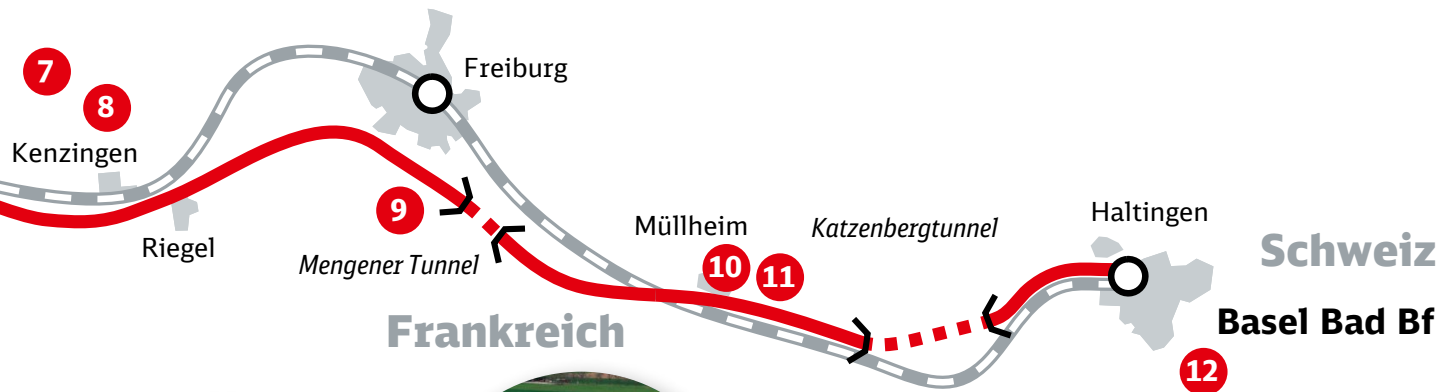 Freiburg
7
8
Kenzingen
9
Riegel
Mengener Tunnel
Müllheim
10
11
Katzenbergtunnel
Haltingen
Schweiz
Basel Bad Bf
Frankreich
12